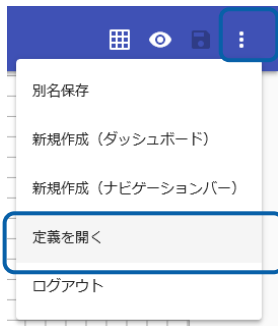 別名保存
新規作成（ダッシュボード）
新規作成（ナビゲーションバー）
定義を開く
ログアウト